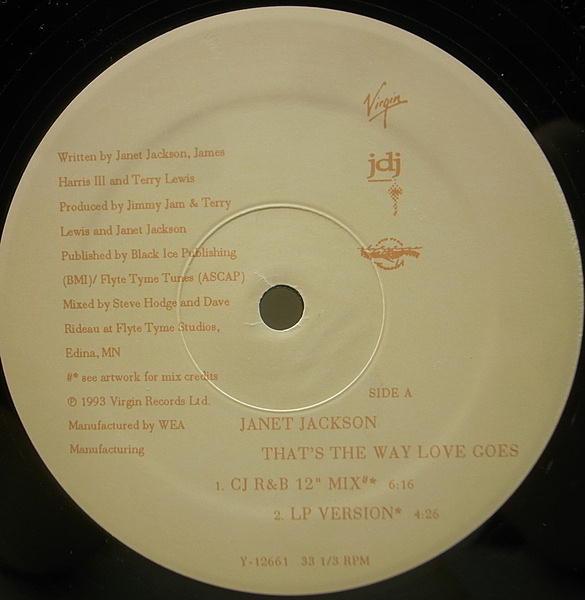 Virgin
jdj
Written by Janet Jackson, James
Harris III and Terry Lewis
Produced by Jimmy Jam & Terry
Lewis and Janet Jackson
Published by Black Ice Publishing
(BMI)/ Flyte Tyme Tunes (ASCAP)
Mixed by Steve Hodge and Dave
Rideau at Flyte Tyme Studios,
Edina, MN
#* see artwork for mix credits
℗ 1993 Virgin Records Ltd.
Manufactured by WEA
Manufacturing
SIDE A
JANET JACKSON
THAT'S THE WAY LOVE GOES
1. CJ R&B 12" MIX#* 6:16
2. LP VERSION* 4:26
Y-12661 33 1/3 RPM